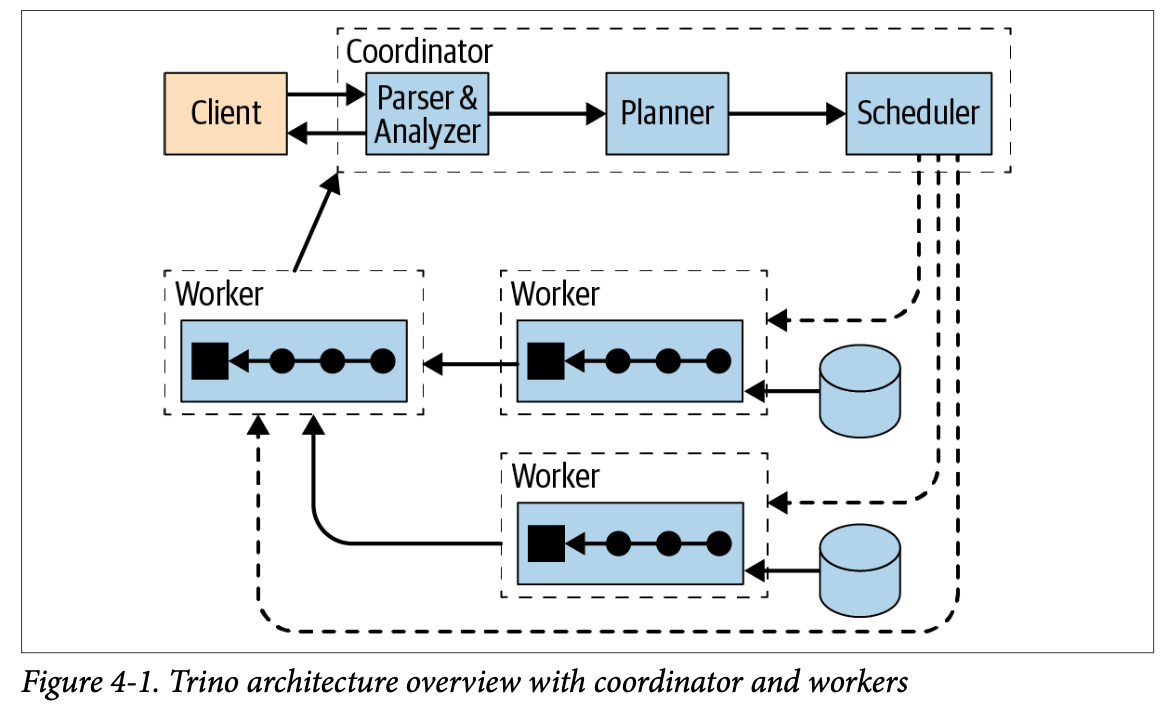 Coordinator
Client
Parser &
Analyzer
Planner
Scheduler
Worker
Worker
Worker
Figure 4-1. Trino architecture overview with coordinator and workers